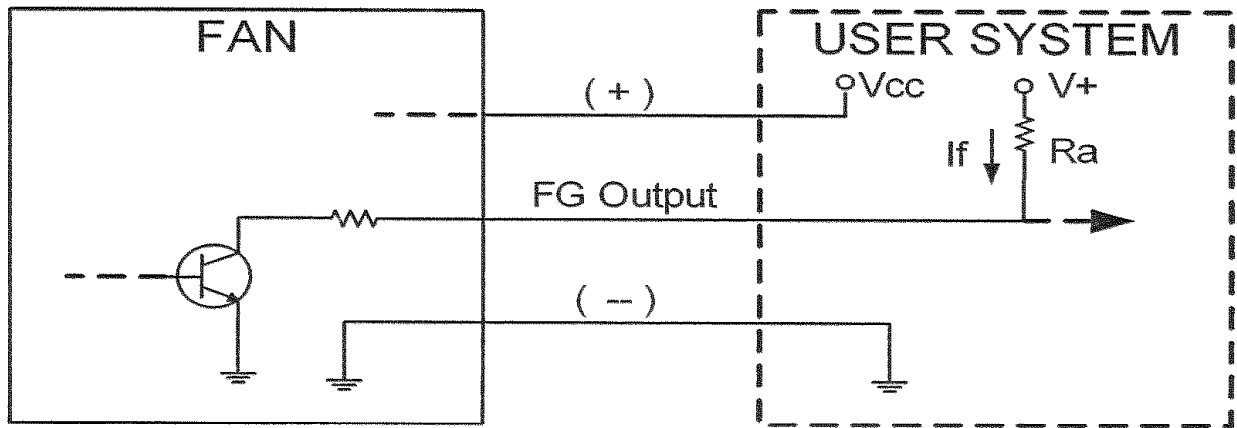 FAN
USER SYSTEM
( + )
Vcc
V+
If
Ra
FG Output
( -- )